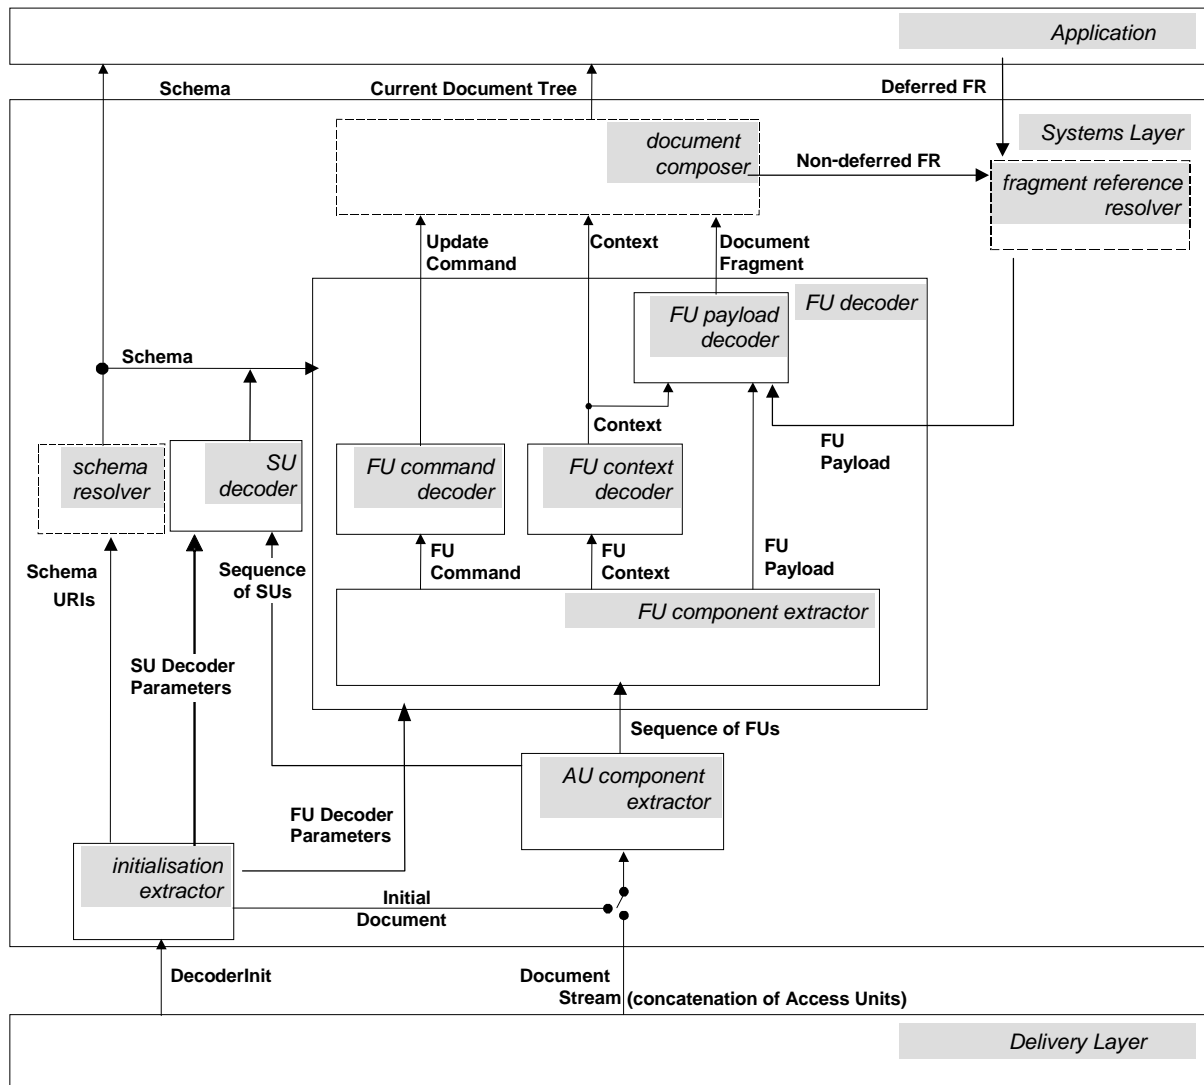 Application
Schema
Current Document Tree
Deferred FR
Systems Layer
document
composer
Non-deferred FR
fragment reference
resolver
Update
Command
Context
Document
Fragment
FU decoder
FU payload
decoder
Schema
Context
FU
Payload
schema
resolver
SU
decoder
FU command
decoder
FU context
decoder
Schema
URIs
Sequence
of SUs
FU
Command
FU
Context
FU
Payload
FU component extractor
SU Decoder
Parameters
Sequence of FUs
AU component
extractor
FU Decoder
Parameters
initialisation
extractor
Initial
Document
DecoderInit
Document
Stream (concatenation of Access Units)
Delivery Layer